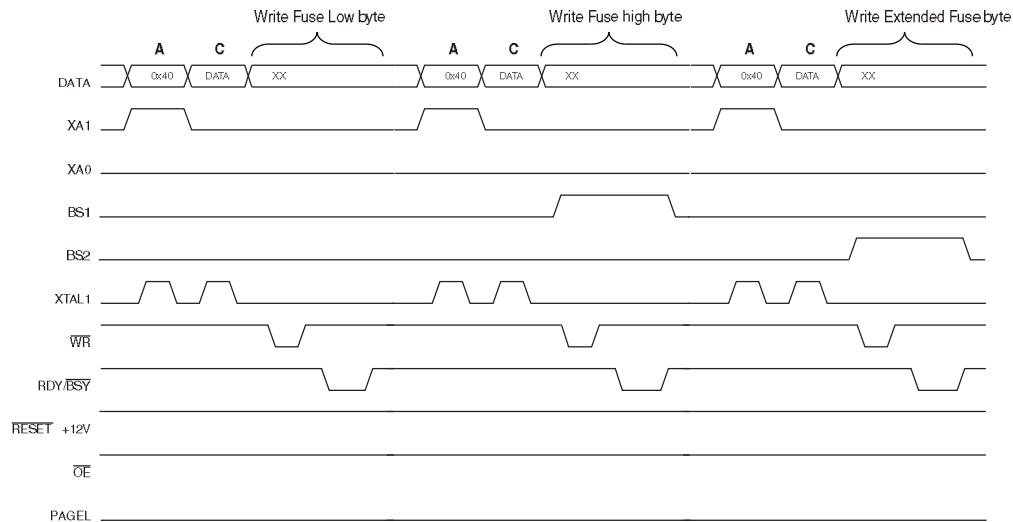 Write Fuse Low byte Write Fuse high byte Write Extended Fuse byte
A C A C A C
DATA 0x40 DATA XX 0x40 DATA XX 0x40 DATA XX
XA1
XA0
BS1
BS2
XTAL1
WR
RDY/BSY
RESET +12V
OE
PAGEL